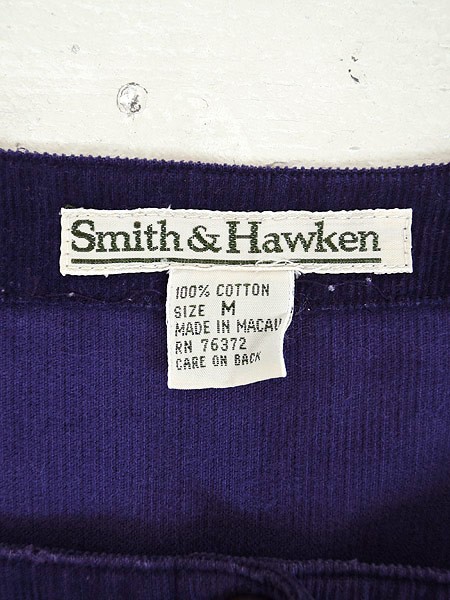 Smith & Hawken
100% COTTON
SIZE M
MADE IN MACAU
RN 76372
CARE ON BACK